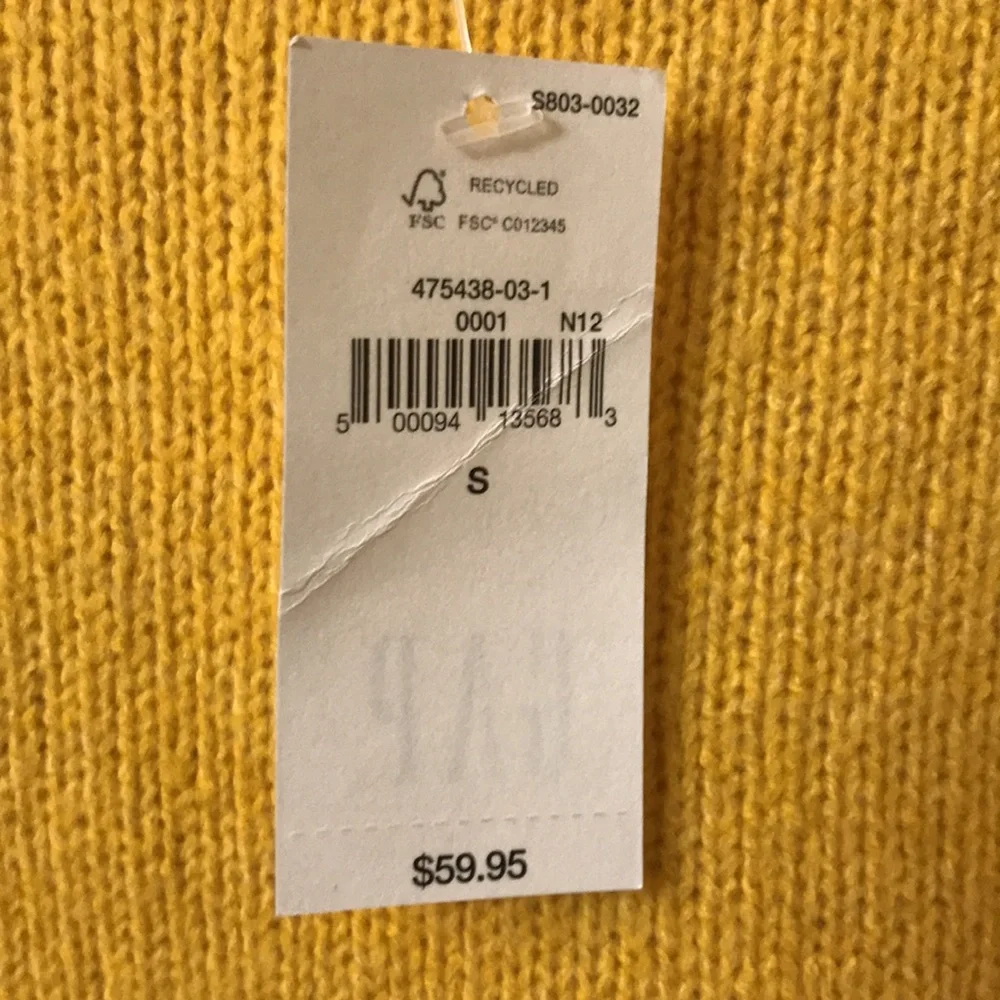 S803-0032
RECYCLED
FSC FSC® C012345
475438-03-1
0001 N12
5 00094 13568 3
S
GAP
$59.95